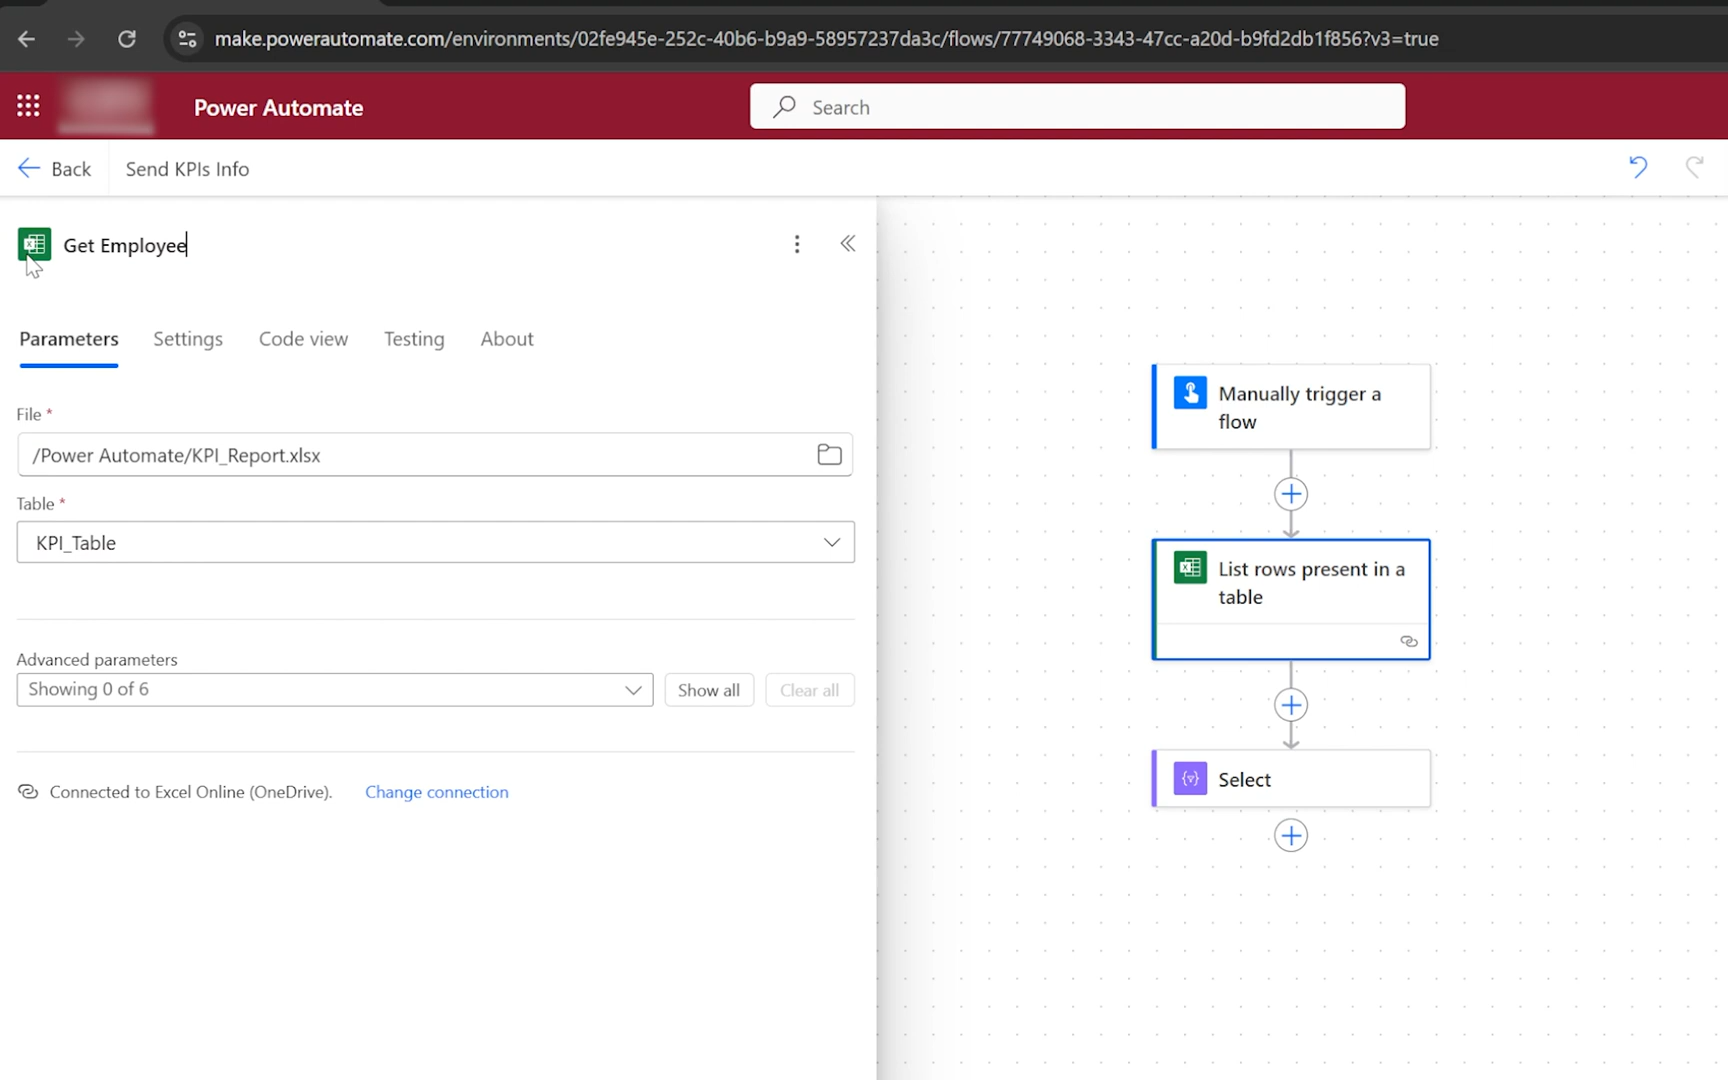 make.powerautomate.com/environments/02fe945e-252c-40b6-b9a9-58957237da3c/flows/77749068-3343-47cc-a20d-b9fd2db1f856?v3=true
Power Automate
Search
Back
Send KPIs Info
Get Employee
Parameters
Settings
Code view
Testing
About
File *
/Power Automate/KPI_Report.xlsx
Table *
KPI_Table
Advanced parameters
Showing 0 of 6
Show all
Clear all
Connected to Excel Online (OneDrive).
Change connection
Manually trigger a
flow
List rows present in a
table
Select